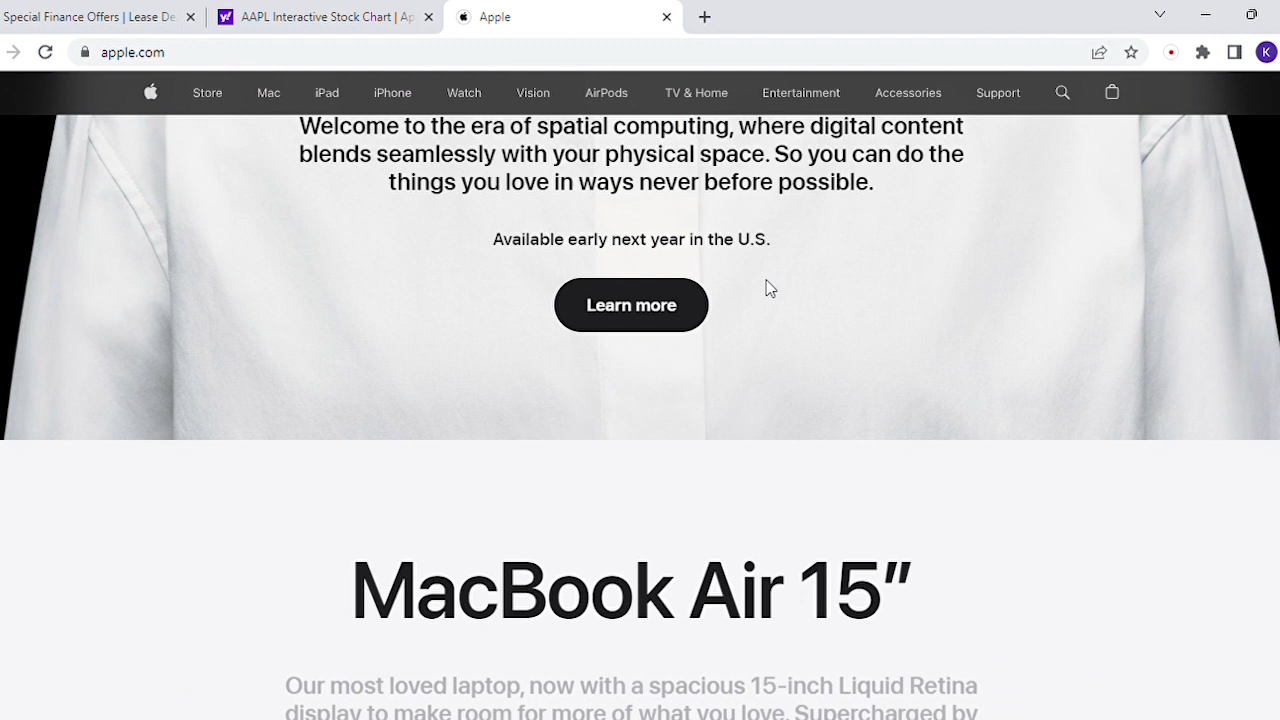 Special Finance Offers | Lease De
AAPL Interactive Stock Chart | Ap
Apple
apple.com
K
Store
Mac
iPad
iPhone
Watch
Vision
AirPods
TV & Home
Entertainment
Accessories
Support
Welcome to the era of spatial computing, where digital content
blends seamlessly with your physical space. So you can do the
things you love in ways never before possible.
Available early next year in the U.S.
Learn more
MacBook Air 15″
Our most loved laptop, now with a spacious 15-inch Liquid Retina
display to make room for more of what you love. Supercharged by